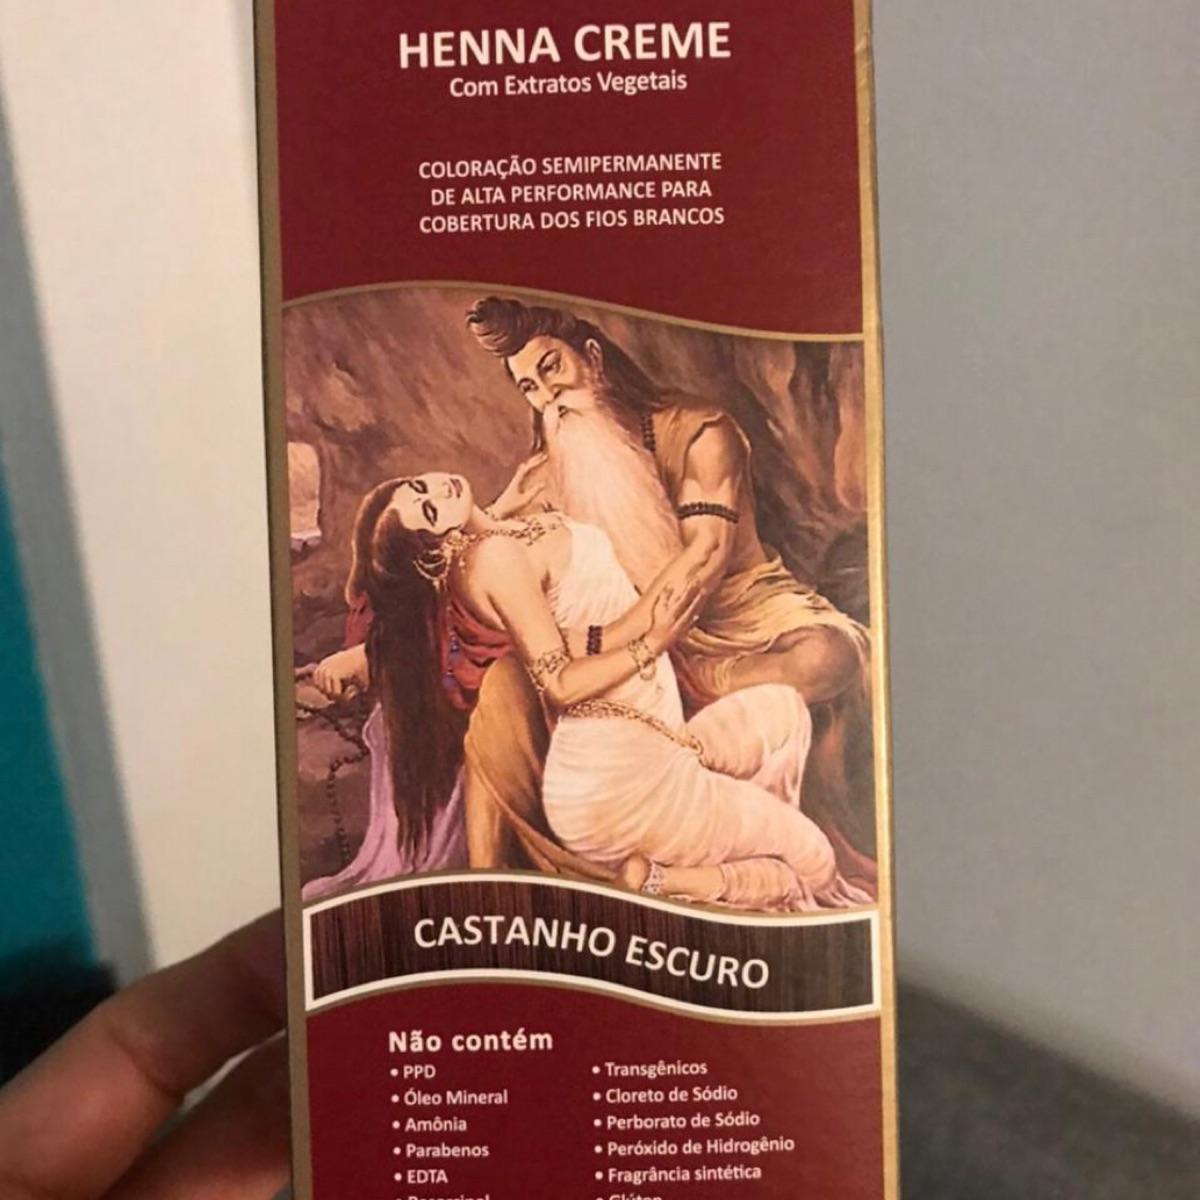 HENNA CREME
Com Extratos Vegetais
COLORAÇÃO SEMIPERMANENTE
DE ALTA PERFORMANCE PARA
COBERTURA DOS FIOS BRANCOS
CASTANHO ESCURO
Não contém
• PPD
• Óleo Mineral
• Amônia
• Parabenos
• EDTA
• Transgênicos
• Cloreto de Sódio
• Perborato de Sódio
• Peróxido de Hidrogênio
• Fragrância sintética